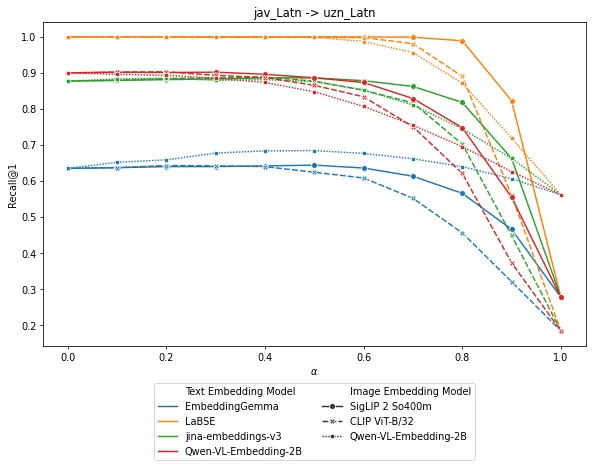 jav_Latn -> uzn_Latn
Recall@1
1.0
0.9
0.8
0.7
0.6
0.5
0.4
0.3
0.2
0.0 0.2 0.4 0.6 0.8 1.0
α
Text Embedding Model
EmbeddingGemma
LaBSE
jina-embeddings-v3
Qwen-VL-Embedding-2B
Image Embedding Model
SigLIP 2 So400m
CLIP ViT-B/32
Qwen-VL-Embedding-2B